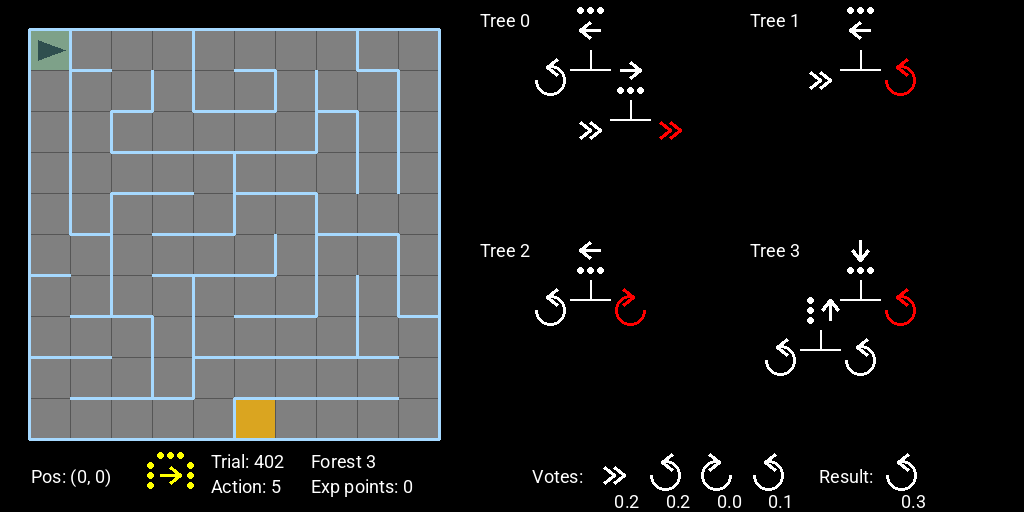 Tree 0
Tree 1
Tree 2
Tree 3
Pos: (0, 0)
Trial: 402
Forest 3
Action: 5
Exp points: 0
Votes:
0.2
0.2
0.0
0.1
Result:
0.3